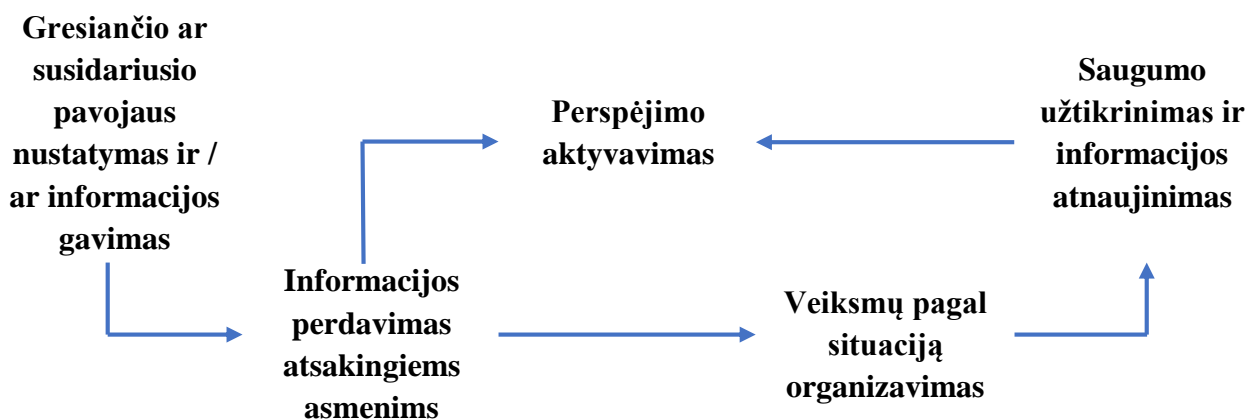 Gresiančio ar
susidariusio
pavojaus
nustatymas ir /
ar informacijos
gavimas
Informacijos
perdavimas
atsakingiems
asmenims
Perspėjimo
aktyvavimas
Veiksmų pagal
situaciją
organizavimas
Saugumo
užtikrinimas ir
informacijos
atnaujinimas